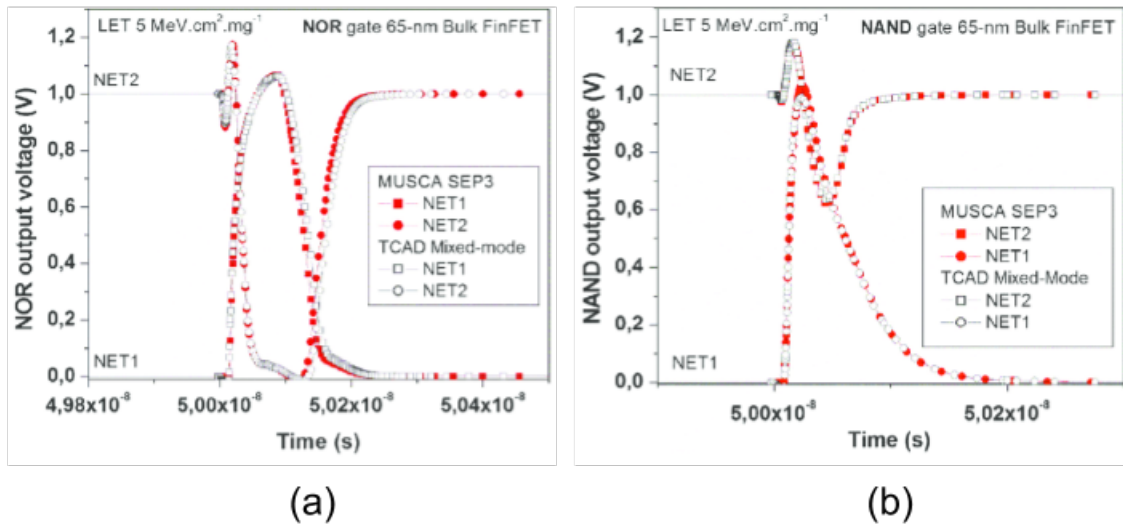 LET 5 MeV.cm².mg⁻¹ NOR gate 65-nm Bulk FinFET
1,2
NET2
1,0
0,8
0,6
0,4
0,2
NET1
0,0
NOR output voltage (V)
MUSCA SEP3
NET1
NET2
TCAD Mixed-mode
NET1
NET2
4,98x10⁻⁸ 5,00x10⁻⁸ 5,02x10⁻⁸ 5,04x10⁻⁸
Time (s)
(a)
LET 5 MeV.cm².mg⁻¹ NAND gate 65-nm Bulk FinFET
1,2
NET2
1,0
0,8
0,6
0,4
0,2
NET1
0,0
NAND output voltage (V)
MUSCA SEP3
NET2
NET1
TCAD Mixed-Mode
NET2
NET1
5,00x10⁻⁸ 5,02x10⁻⁸
Time (s)
(b)